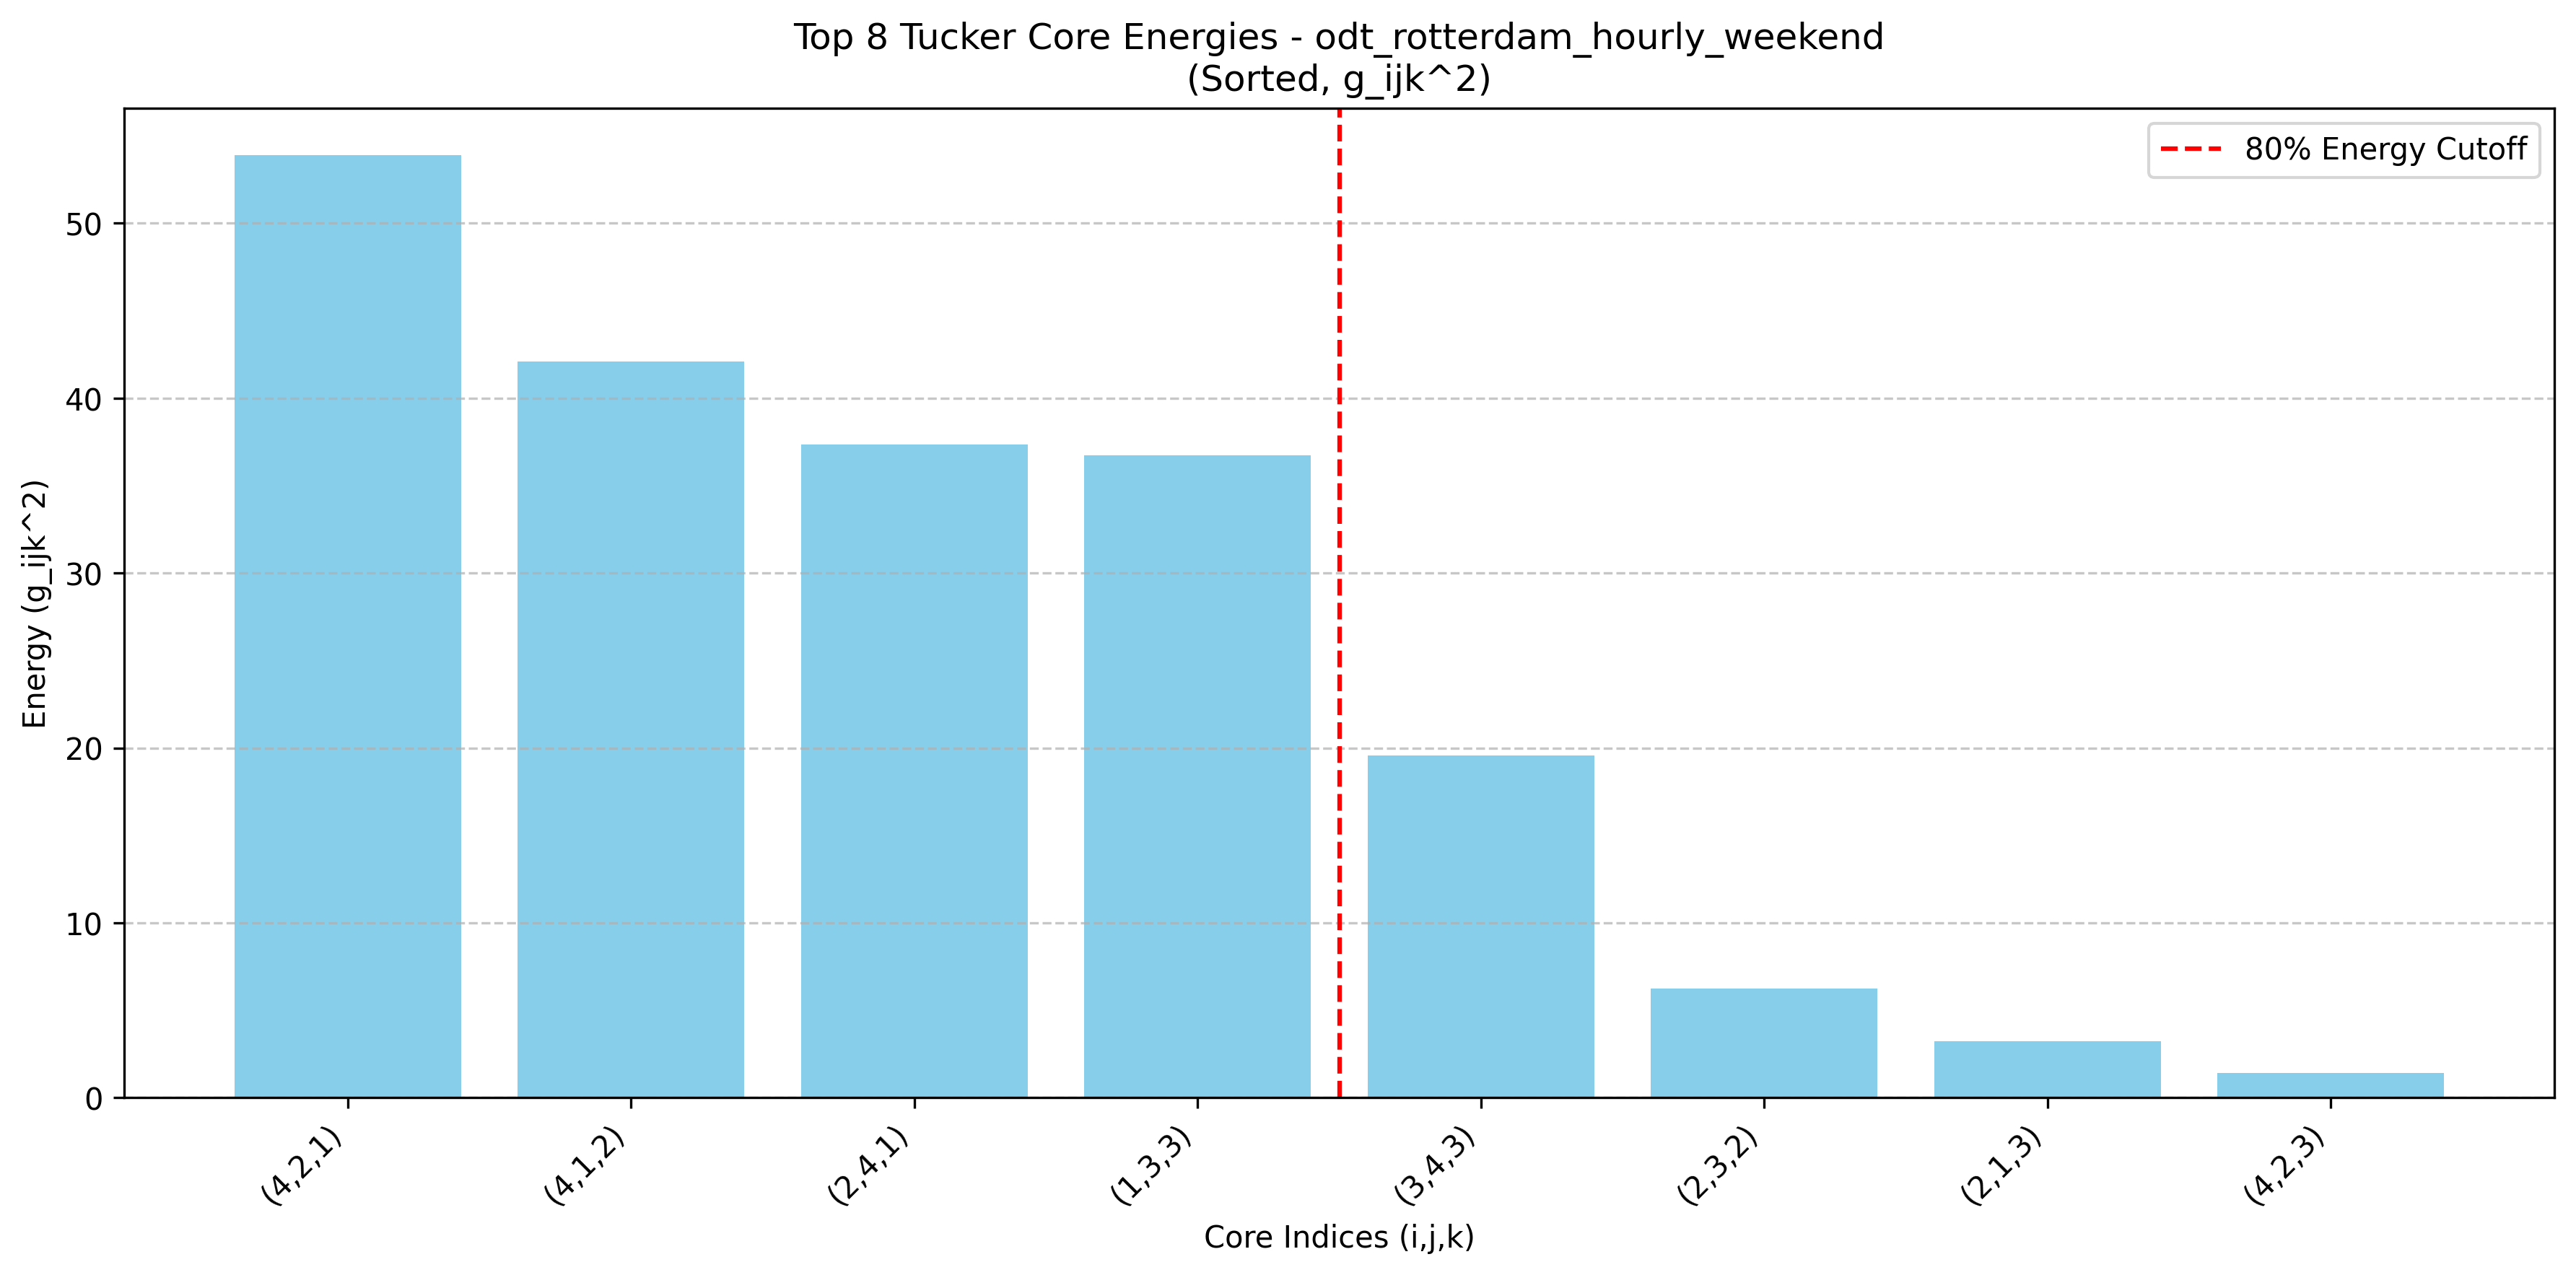 Top 8 Tucker Core Energies - odt_rotterdam_hourly_weekend
(Sorted, g_ijk^2)
80% Energy Cutoff
Energy (g_ijk^2)
50
40
30
20
10
0
(4,2,1)
(4,1,2)
(2,4,1)
(1,3,3)
(3,4,3)
(2,3,2)
(2,1,3)
(4,2,3)
Core Indices (i,j,k)